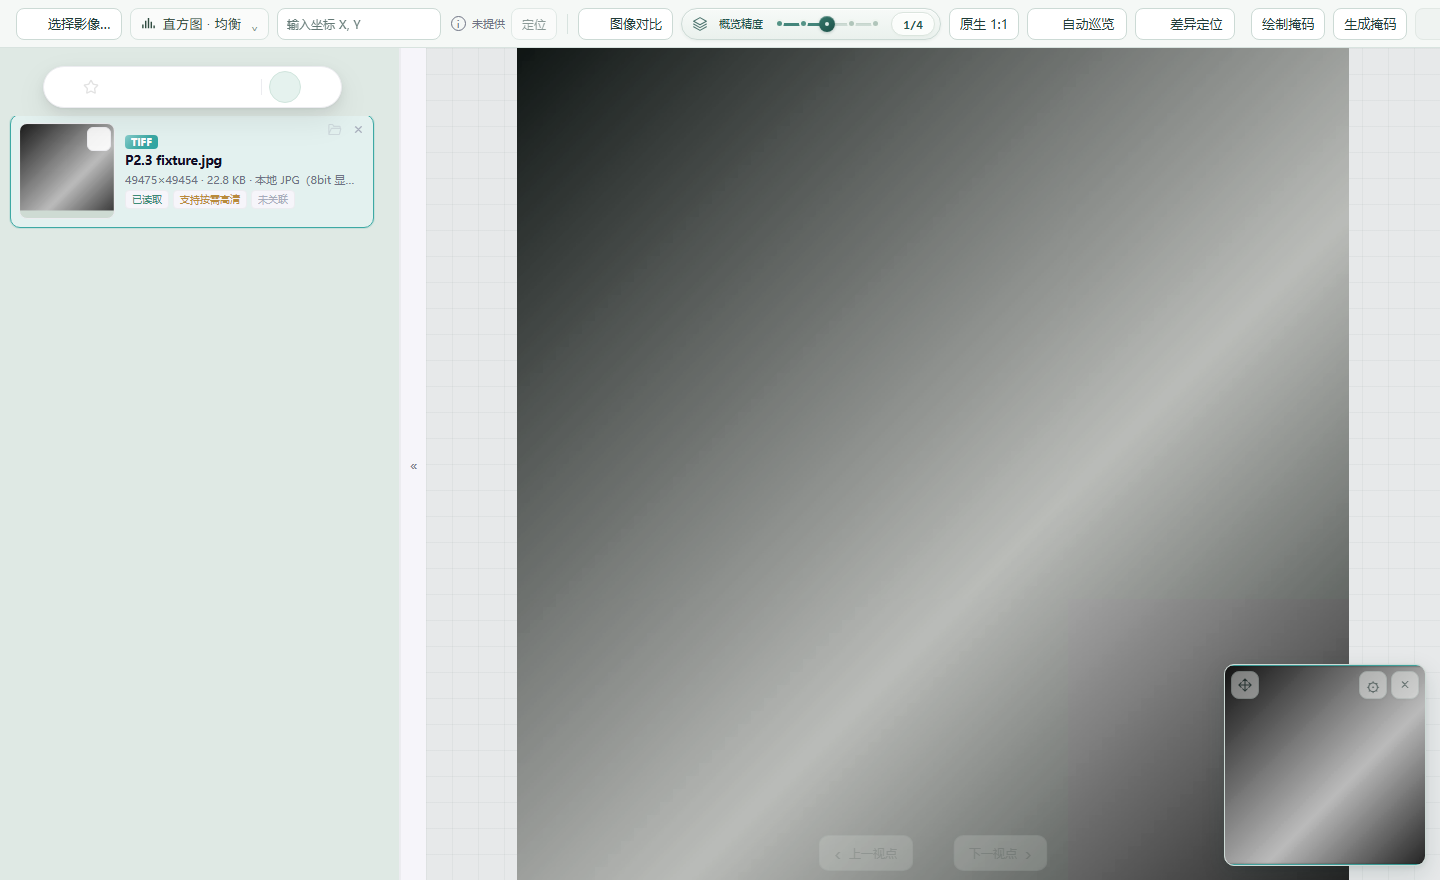 选择影像...
直方图 · 均衡
输入坐标 X, Y
未提供
定位
图像对比
概览精度
1/4
原生 1:1
自动巡览
差异定位
绘制掩码
生成掩码
TIFF
P2.3 fixture.jpg
49475×49454 · 22.8 KB · 本地 JPG（8bit 显...
已读取
支持按需高清
未关联
«
‹ 上一视点
下一视点 ›